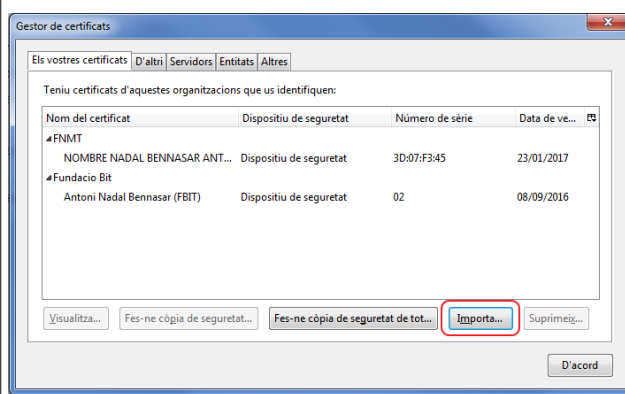 Gestor de certificats
Els vostres certificats D'altri Servidors Entitats Altres
Teniu certificats d'aquestes organitzacions que us identifiquen:
Nom del certificat Dispositiu de seguretat Número de sèrie Data de ve...
FNMT
NOMBRE NADAL BENNASAR ANT... Dispositiu de seguretat 3D:07:F3:45 23/01/2017
Fundacio Bit
Antoni Nadal Bennasar (FBIT) Dispositiu de seguretat 02 08/09/2016
Visualitza... Fes-ne còpia de seguretat... Fes-ne còpia de seguretat de tot... Importa... Suprimeix...
D'acord